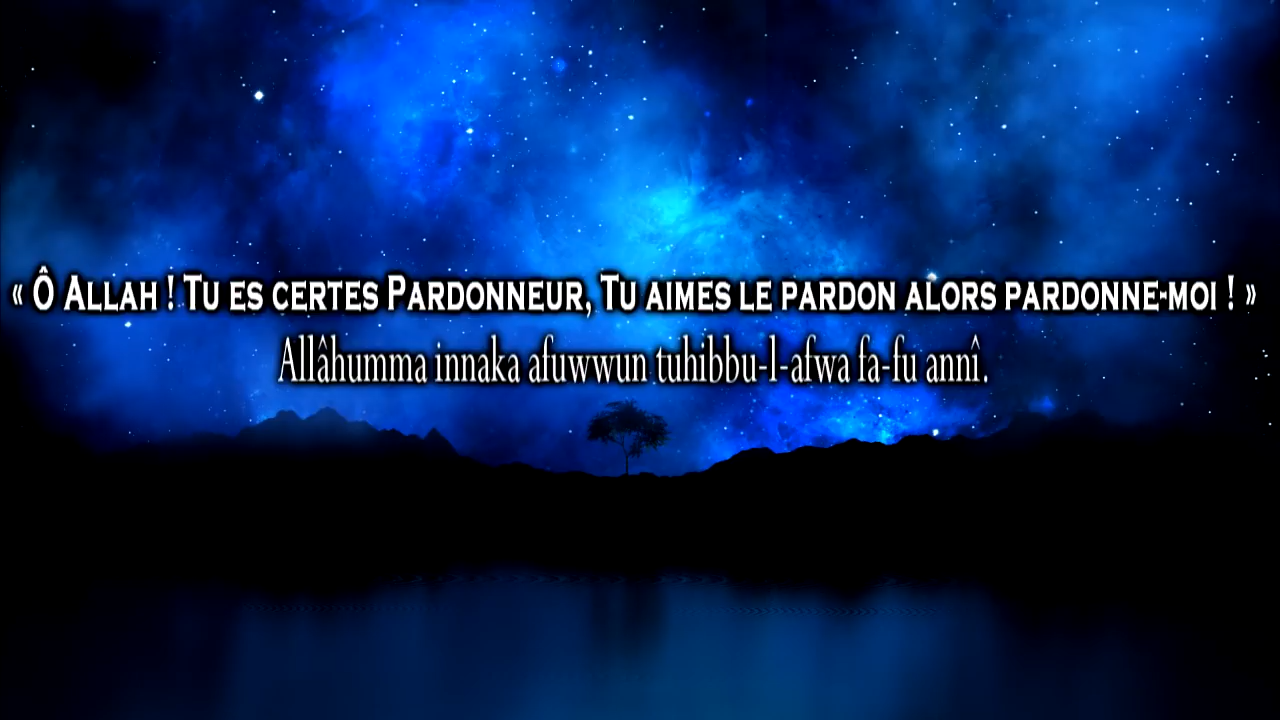 « Ô Allah ! Tu es certes Pardonneur, Tu aimes le pardon alors pardonne-moi ! »
Allâhumma innaka afuwwun tuhibbu-l-afwa fa-fu annî.